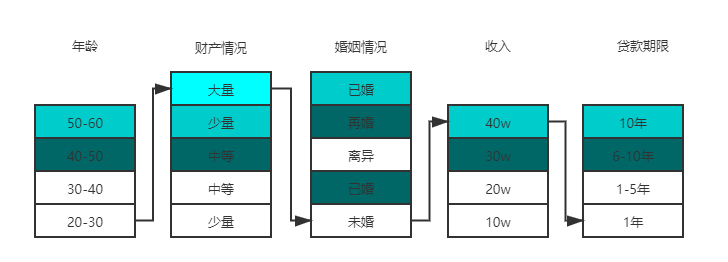 年龄 财产情况 婚姻情况 收入 贷款期限
大量 已婚
50-60 少量 再婚 40w 10年
40-50 中等 离异 30w 6-10年
30-40 中等 已婚 20w 1-5年
20-30 少量 未婚 10w 1年